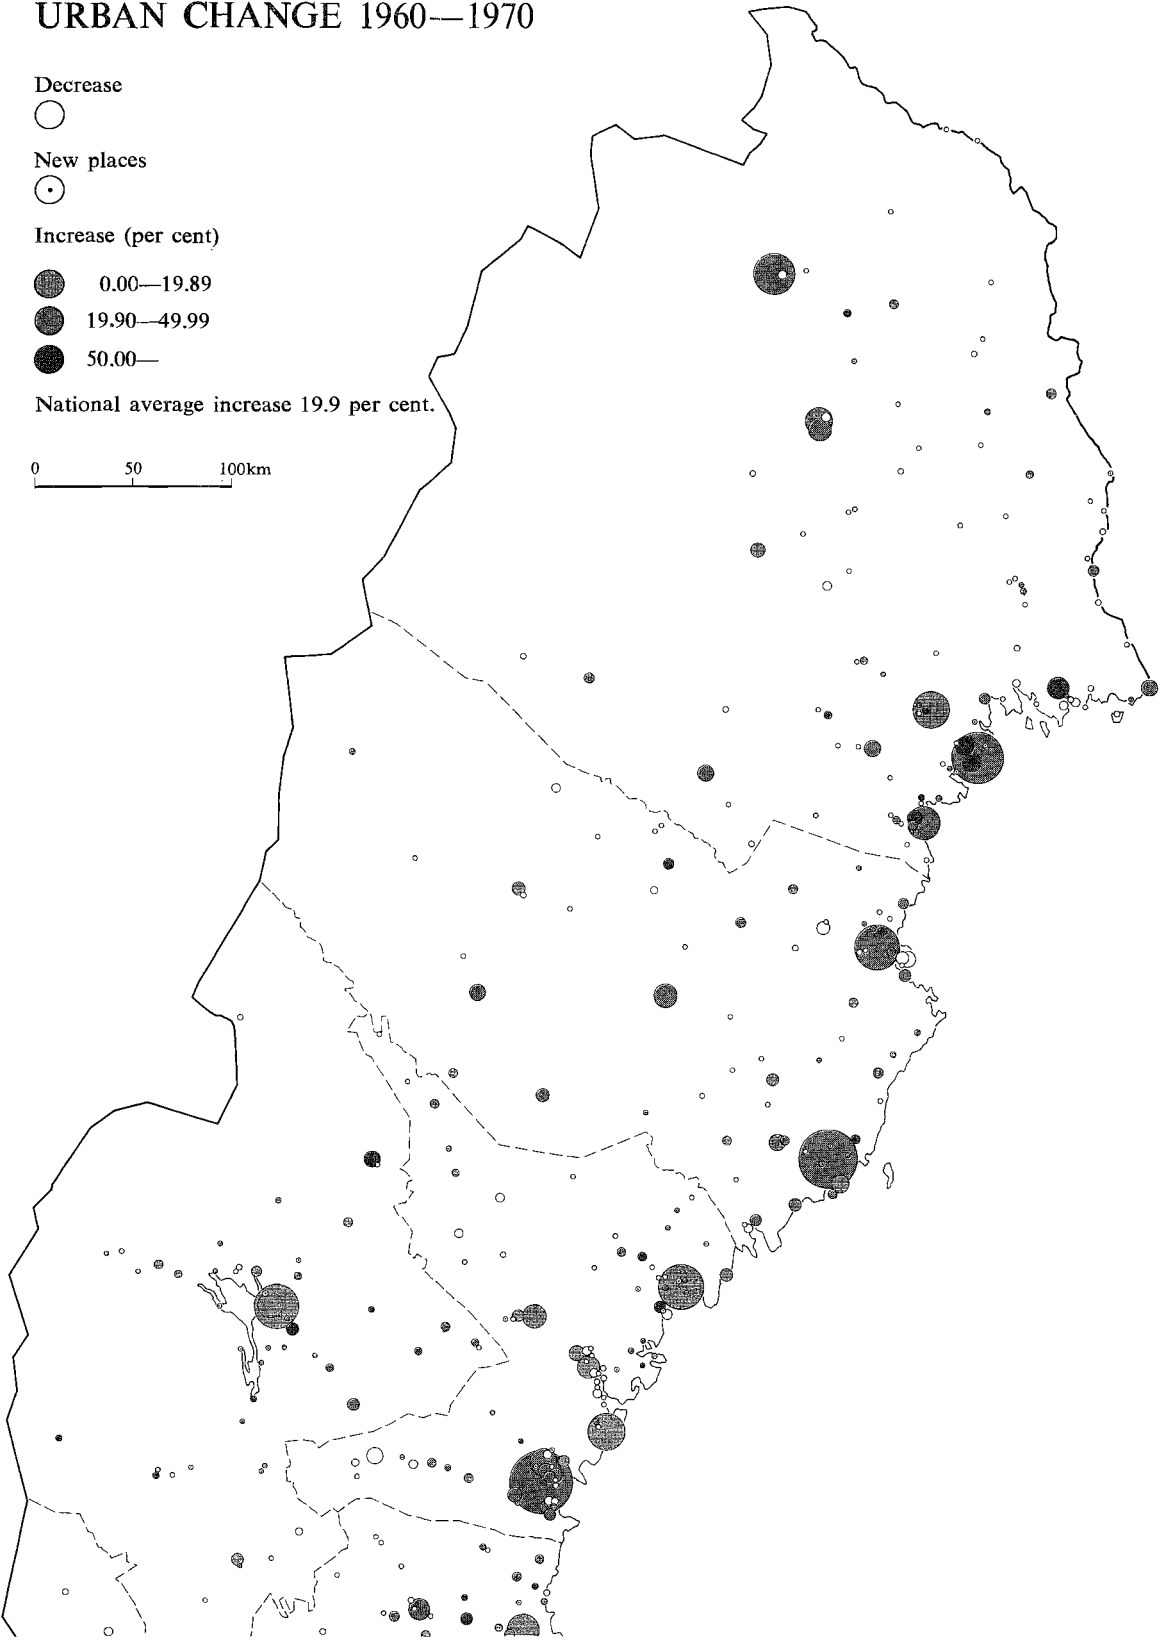 URBAN CHANGE 1960—1970
Decrease
New places
Increase (per cent)
0.00—19.89
19.90—49.99
50.00—
National average increase 19.9 per cent.
0 50 100km